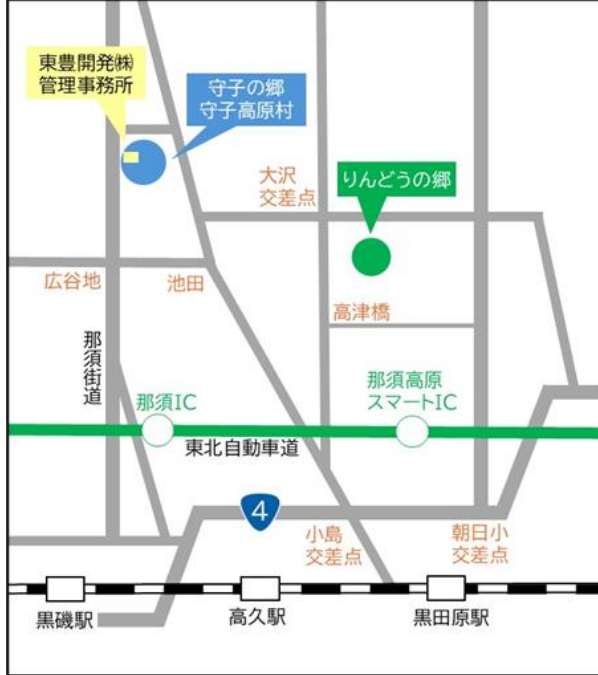 東豊開発㈱
管理事務所
守子の郷
守子高原村
大沢
交差点
りんどうの郷
広谷地
池田
高津橋
那須街道
那須IC
那須高原
スマートIC
東北自動車道
4
小島
交差点
朝日小
交差点
黒磯駅
高久駅
黒田原駅